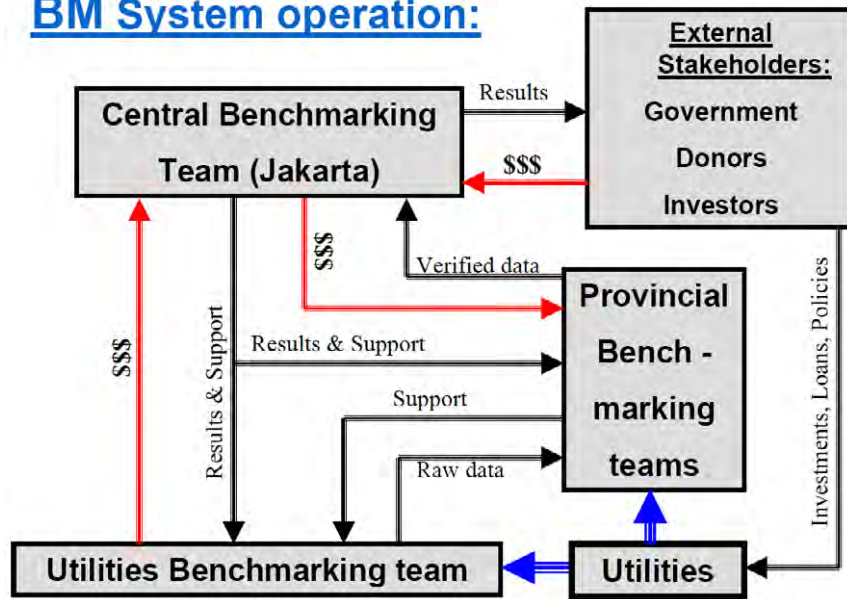 BM System operation:
External
Stakeholders:
Government
Donors
Investors
Results
Central Benchmarking
Team (Jakarta)
$$$
$$$
Verified data
Provincial
Bench -
marking
teams
Results & Support
$$$
Results & Support
Support
Raw data
Investments, Loans, Policies
Utilities Benchmarking team
Utilities